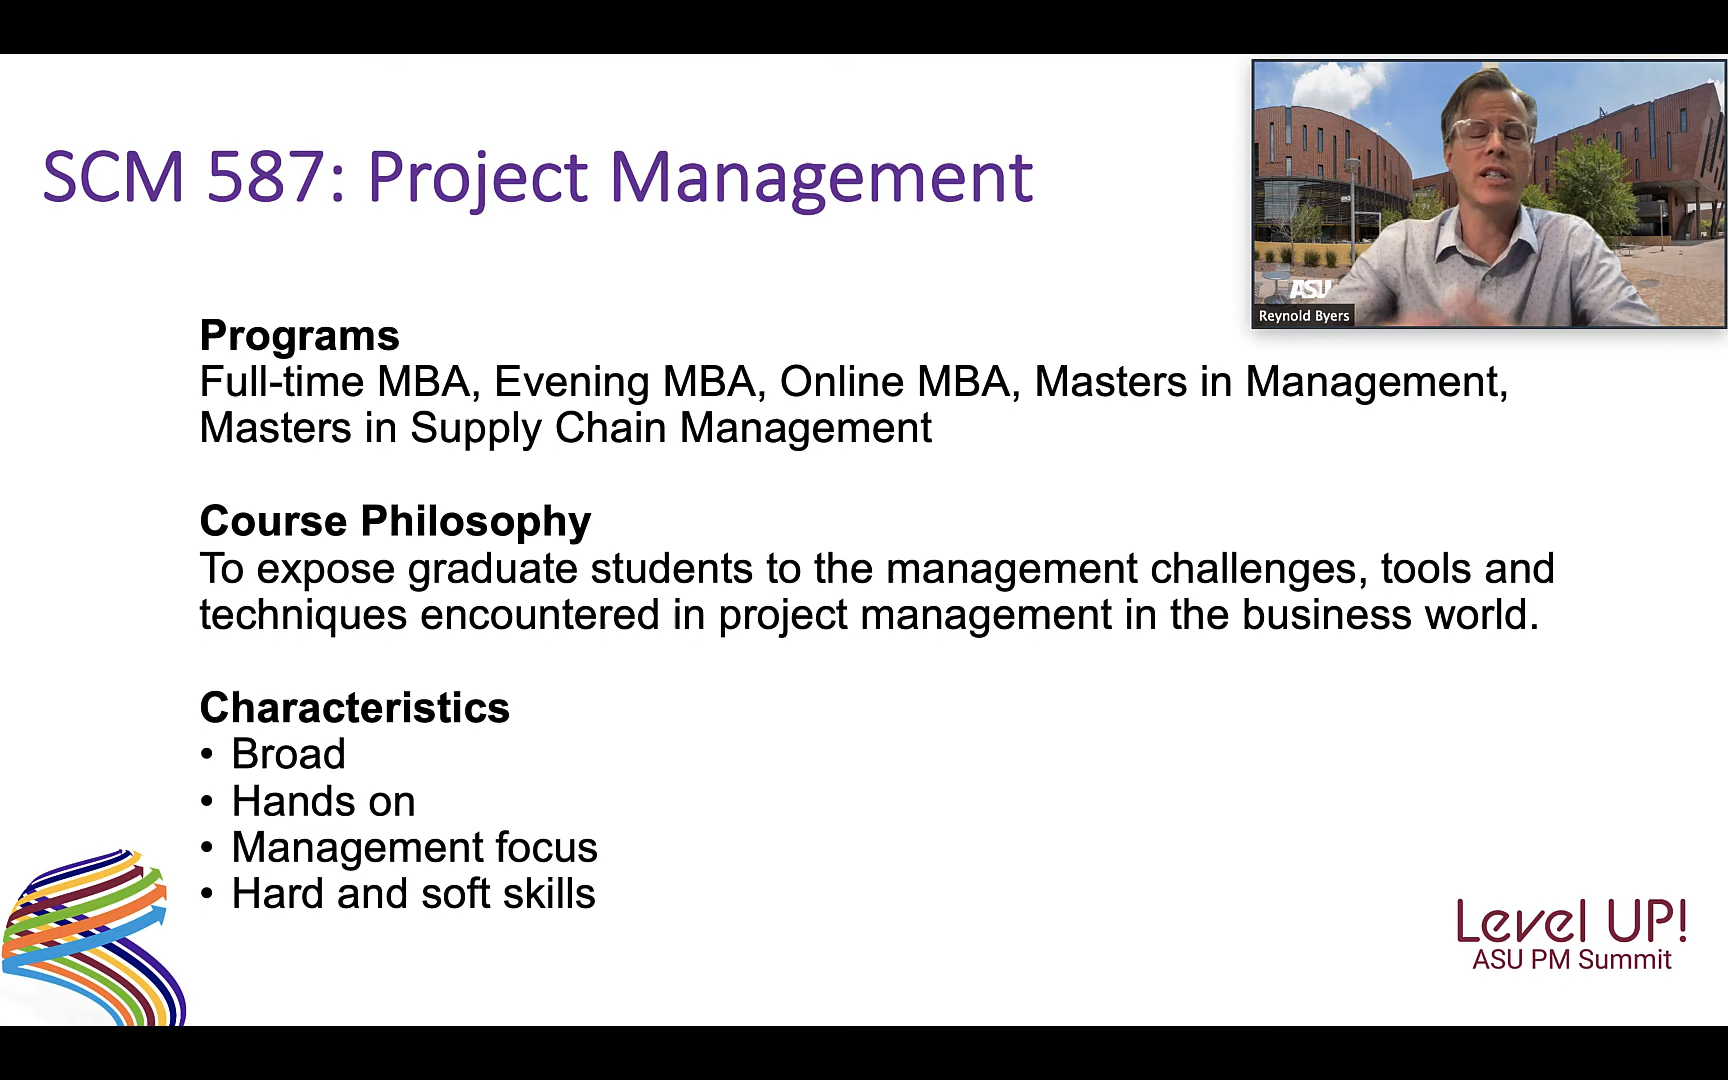 SCM 587: Project Management
ASU
Reynold Byers
Programs
Full-time MBA, Evening MBA, Online MBA, Masters in Management,
Masters in Supply Chain Management
Course Philosophy
To expose graduate students to the management challenges, tools and
techniques encountered in project management in the business world.
Characteristics
• Broad
• Hands on
• Management focus
• Hard and soft skills
Level UP!
ASU PM Summit